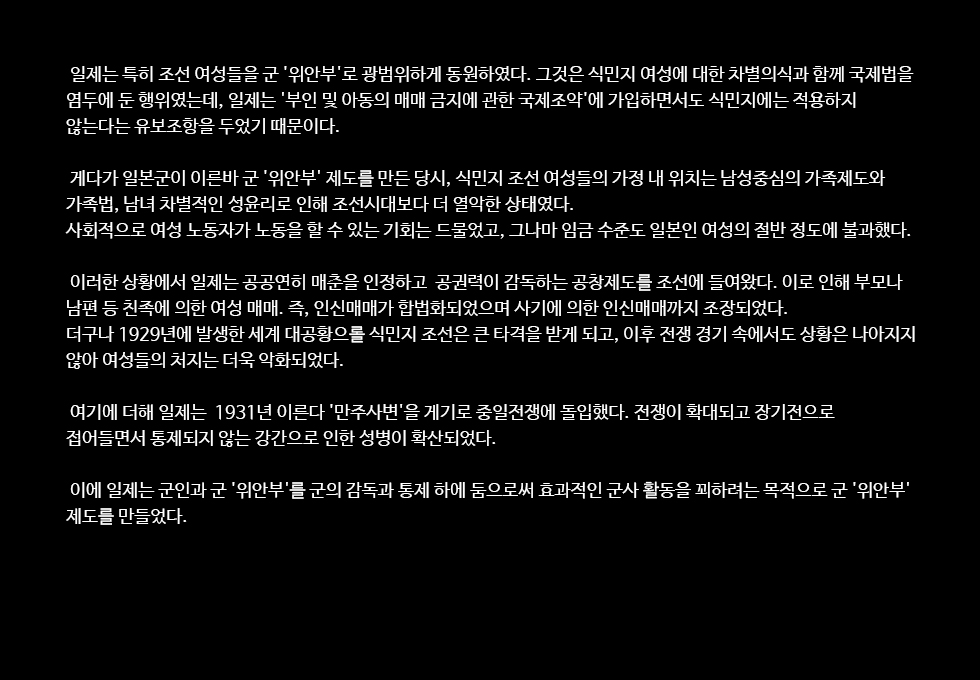 일제는 특히 조선 여성들을 군 '위안부'로 광범위하게 동원하였다. 그것은 식민지 여성에 대한 차별의식과 함께 국제법을
염두에 둔 행위였는데, 일제는 '부인 및 아동의 매매 금지에 관한 국제조약'에 가입하면서도 식민지에는 적용하지
않는다는 유보조항을 두었기 때문이다.
게다가 일본군이 이른바 군 '위안부' 제도를 만든 당시, 식민지 조선 여성들의 가정 내 위치는 남성중심의 가족제도와
가족법, 남녀 차별적인 성윤리로 인해 조선시대보다 더 열악한 상태였다.
사회적으로 여성 노동자가 노동을 할 수 있는 기회는 드물었고, 그나마 임금 수준도 일본인 여성의 절반 정도에 불과했다.
이러한 상황에서 일제는 공공연히 매춘을 인정하고 공권력이 감독하는 공창제도를 조선에 들여왔다. 이로 인해 부모나
남편 등 친족에 의한 여성 매매. 즉, 인신매매가 합법화되었으며 사기에 의한 인신매매까지 조장되었다.
더구나 1929년에 발생한 세계 대공황으롤 식민지 조선은 큰 타격을 받게 되고, 이후 전쟁 경기 속에서도 상황은 나아지지
않아 여성들의 처지는 더욱 악화되었다.
여기에 더해 일제는 1931년 이른다 '만주사변'을 게기로 중일전쟁에 돌입했다. 전쟁이 확대되고 장기전으로
접어들면서 통제되지 않는 강간으로 인한 성병이 확산되었다.
이에 일제는 군인과 군 '위안부'를 군의 감독과 통제 하에 둠으로써 효과적인 군사 활동을 꾀하려는 목적으로 군 '위안부'
제도를 만들었다.